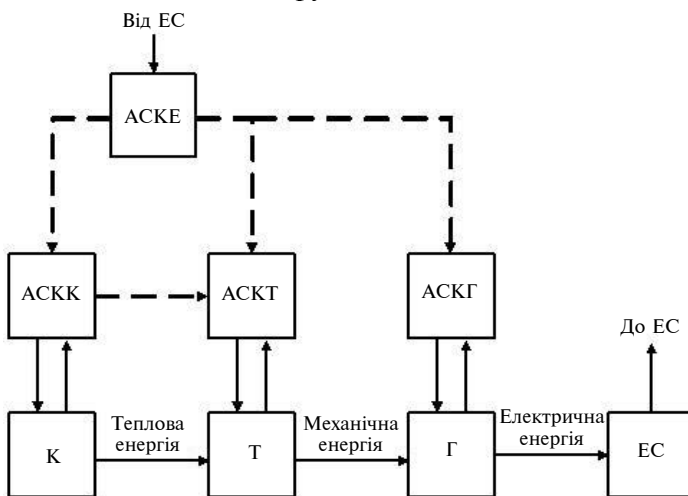 Від ЕС
АСКЕ
АСКК
АСКТ
АСКГ
До ЕС
Теплова
енергія
Механічна
енергія
Електрична
енергія
К
Т
Г
ЕС